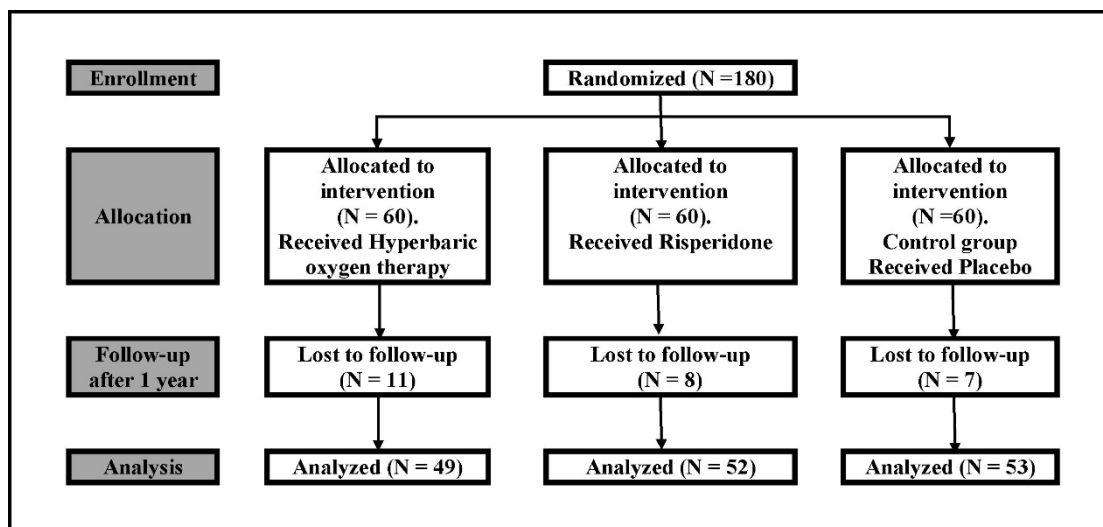 Enrollment
Randomized (N =180)
Allocation
Allocated to
intervention
(N = 60).
Received Hyperbaric
oxygen therapy
Allocated to
intervention
(N = 60).
Received Risperidone
Allocated to
intervention
(N =60).
Control group
Received Placebo
Follow-up
after 1 year
Lost to follow-up
(N = 11)
Lost to follow-up
(N = 8)
Lost to follow-up
(N = 7)
Analysis
Analyzed (N = 49)
Analyzed (N = 52)
Analyzed (N = 53)